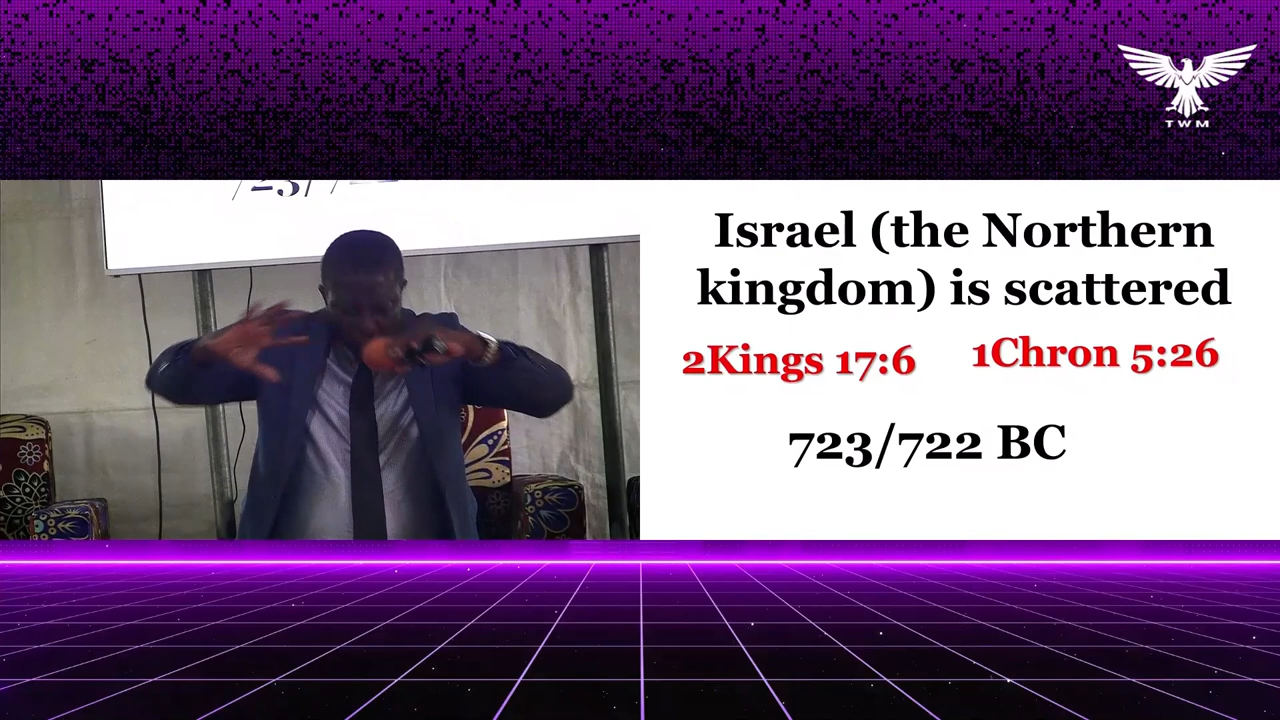 TWM
Israel (the Northern
kingdom) is scattered
2Kings 17:6 1Chron 5:26
723/722 BC